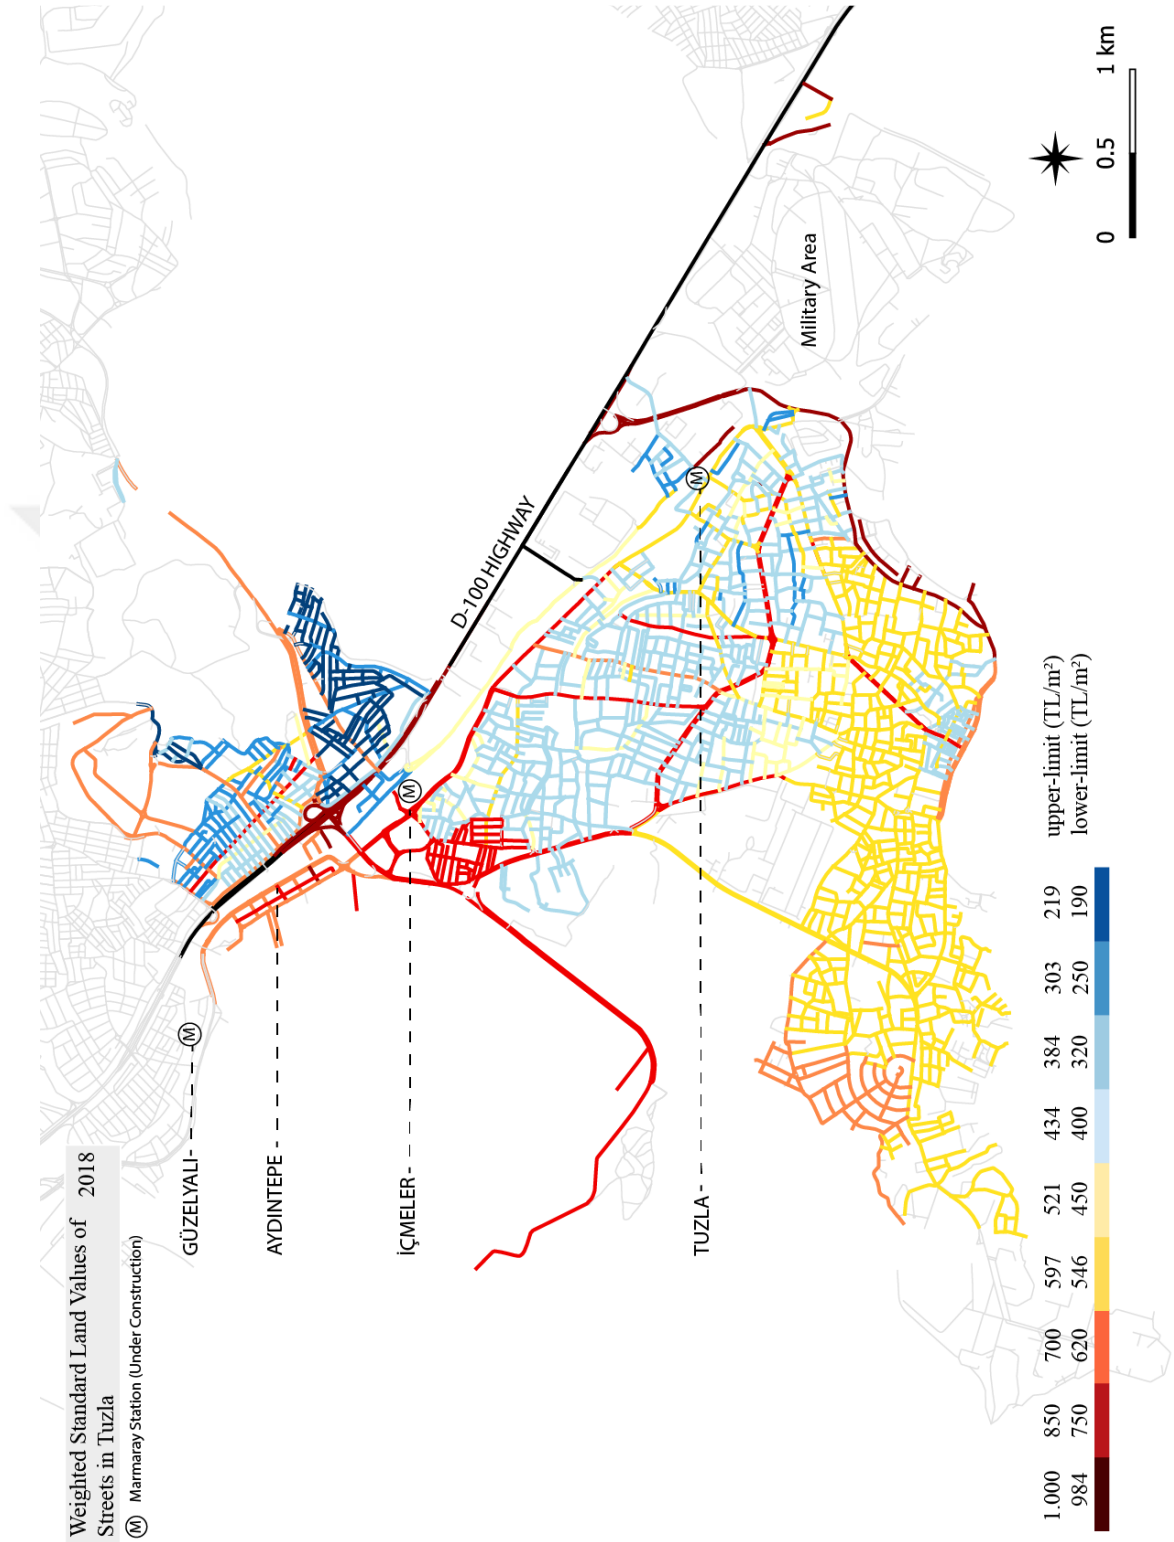 Weighted Standard Land Values of 2018
Streets in Tuzla
M Marmaray Station (Under Construction)
GÜZELYALI
M
AYDINTEPE
İÇMELER
M
TUZLA
M
D-100 HIGHWAY
Military Area
0 0.5 1 km
1.000 850 700 597 521 434 384 303 219 upper-limit (TL/m²)
984 750 620 546 450 400 320 250 190 lower-limit (TL/m²)